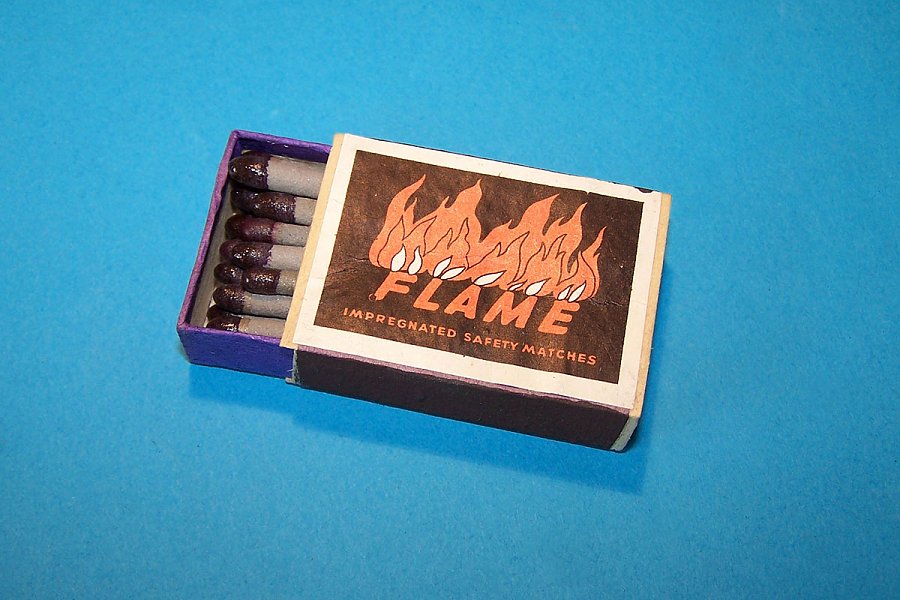 FLAME
IMPREGNATED SAFETY MATCHES